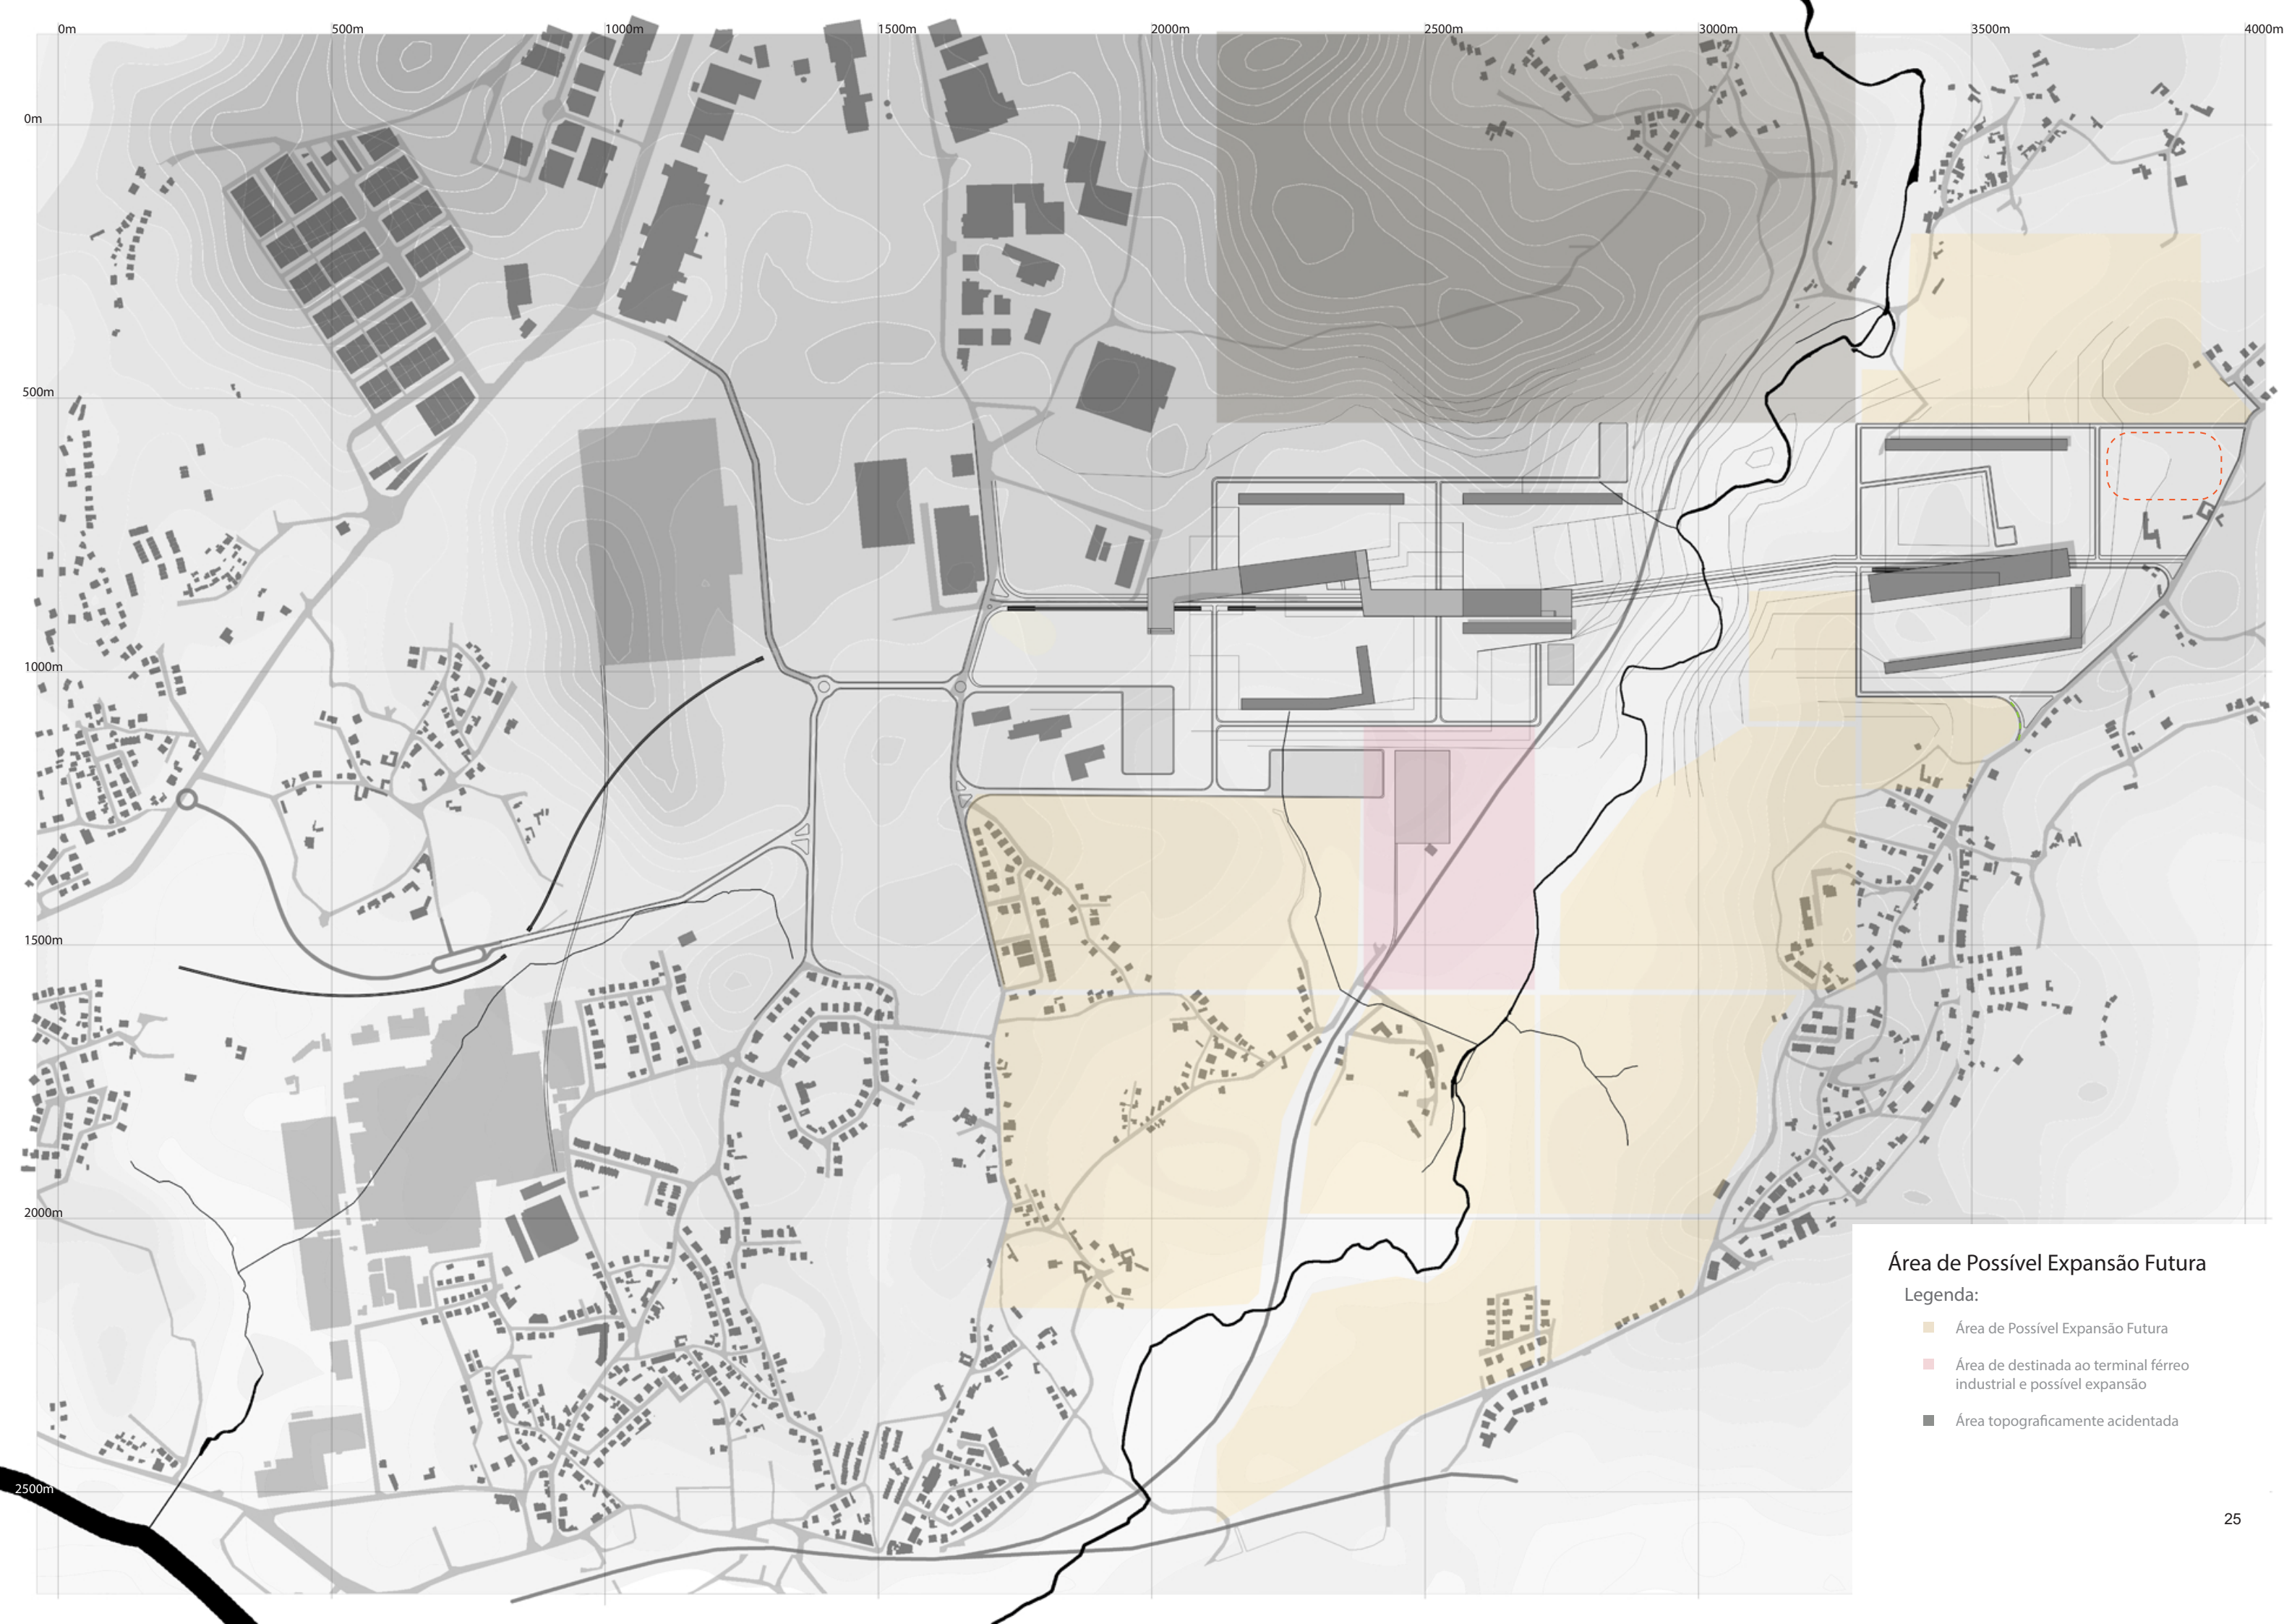 0m
500m
1000m
1500m
2000m
2500m
3000m
3500m
4000m
0m
500m
1000m
1500m
2000m
2500m
Área de Possível Expansão Futura
Legenda:
Área de Possível Expansão Futura
Área de destinada ao terminal férreo
industrial e possível expansão
Área topograficamente acidentada
25